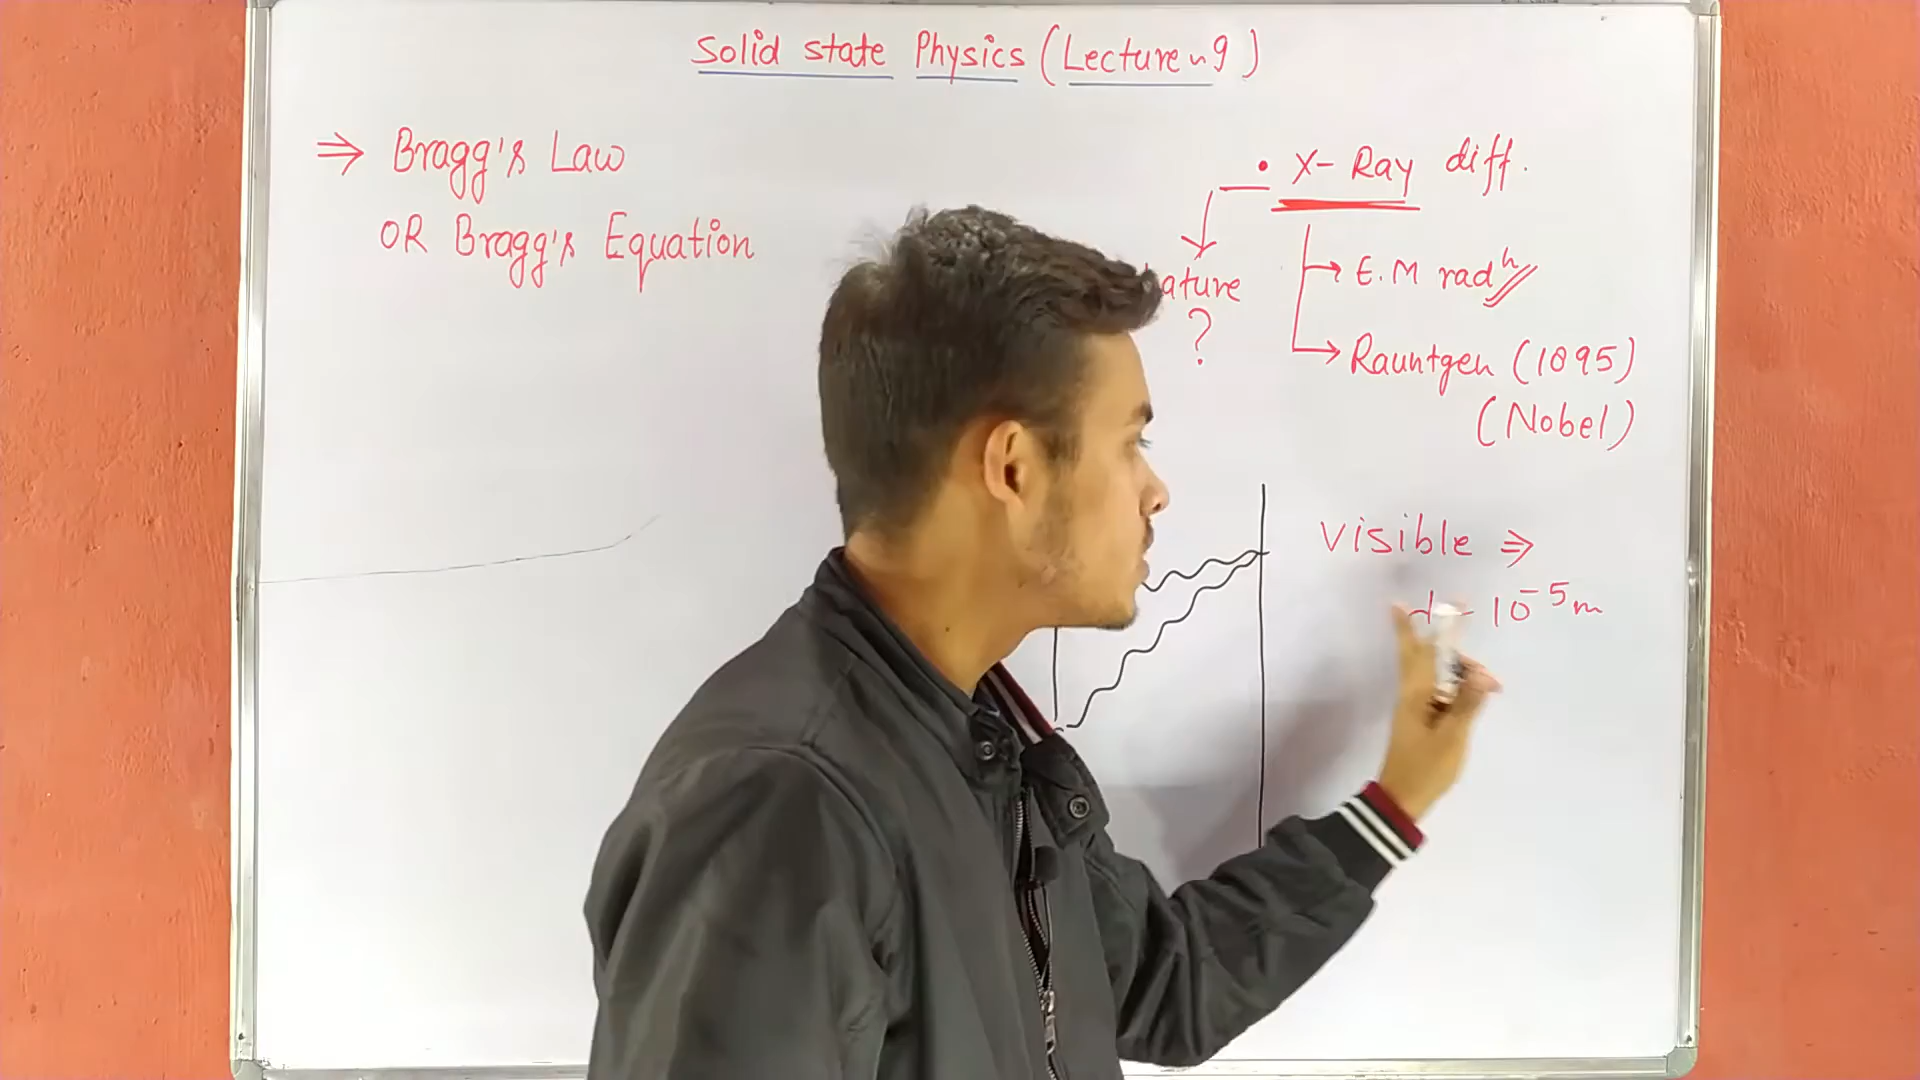 Solid state Physics (Lecture ~ 9)
⇒ Bragg's Law
OR Bragg's Equation
• X-Ray diff.
ature
?
→ E.M radⁿ
→ Rauntgen (1895)
(Nobel)
Visible ⇒
d ~ 10⁻⁵m